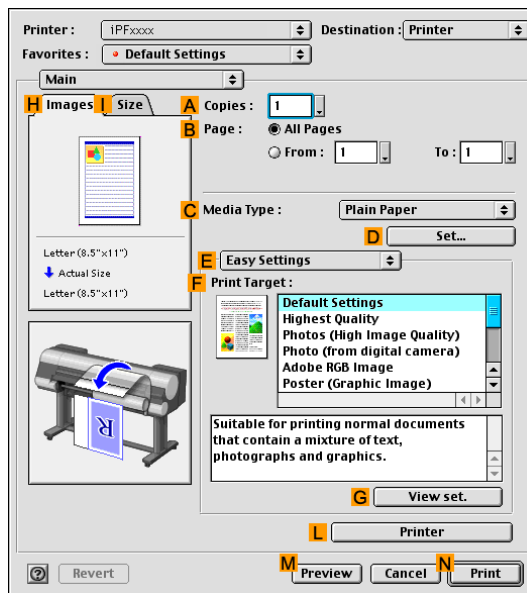 Printer : iPFxxxx Destination : Printer
Favorites : Default Settings
Main
H Images I Size
A Copies : 1
B Page : All Pages
From : 1 To : 1
C Media Type : Plain Paper
D Set...
Letter (8.5"x11")
Actual Size
Letter (8.5"x11")
E Easy Settings
F Print Target :
Default Settings
Highest Quality
Photos (High Image Quality)
Photo (from digital camera)
Adobe RGB Image
Poster (Graphic Image)
R
Suitable for printing normal documents
that contain a mixture of text,
photographs and graphics.
G View set.
L Printer
? Revert M Preview Cancel N Print